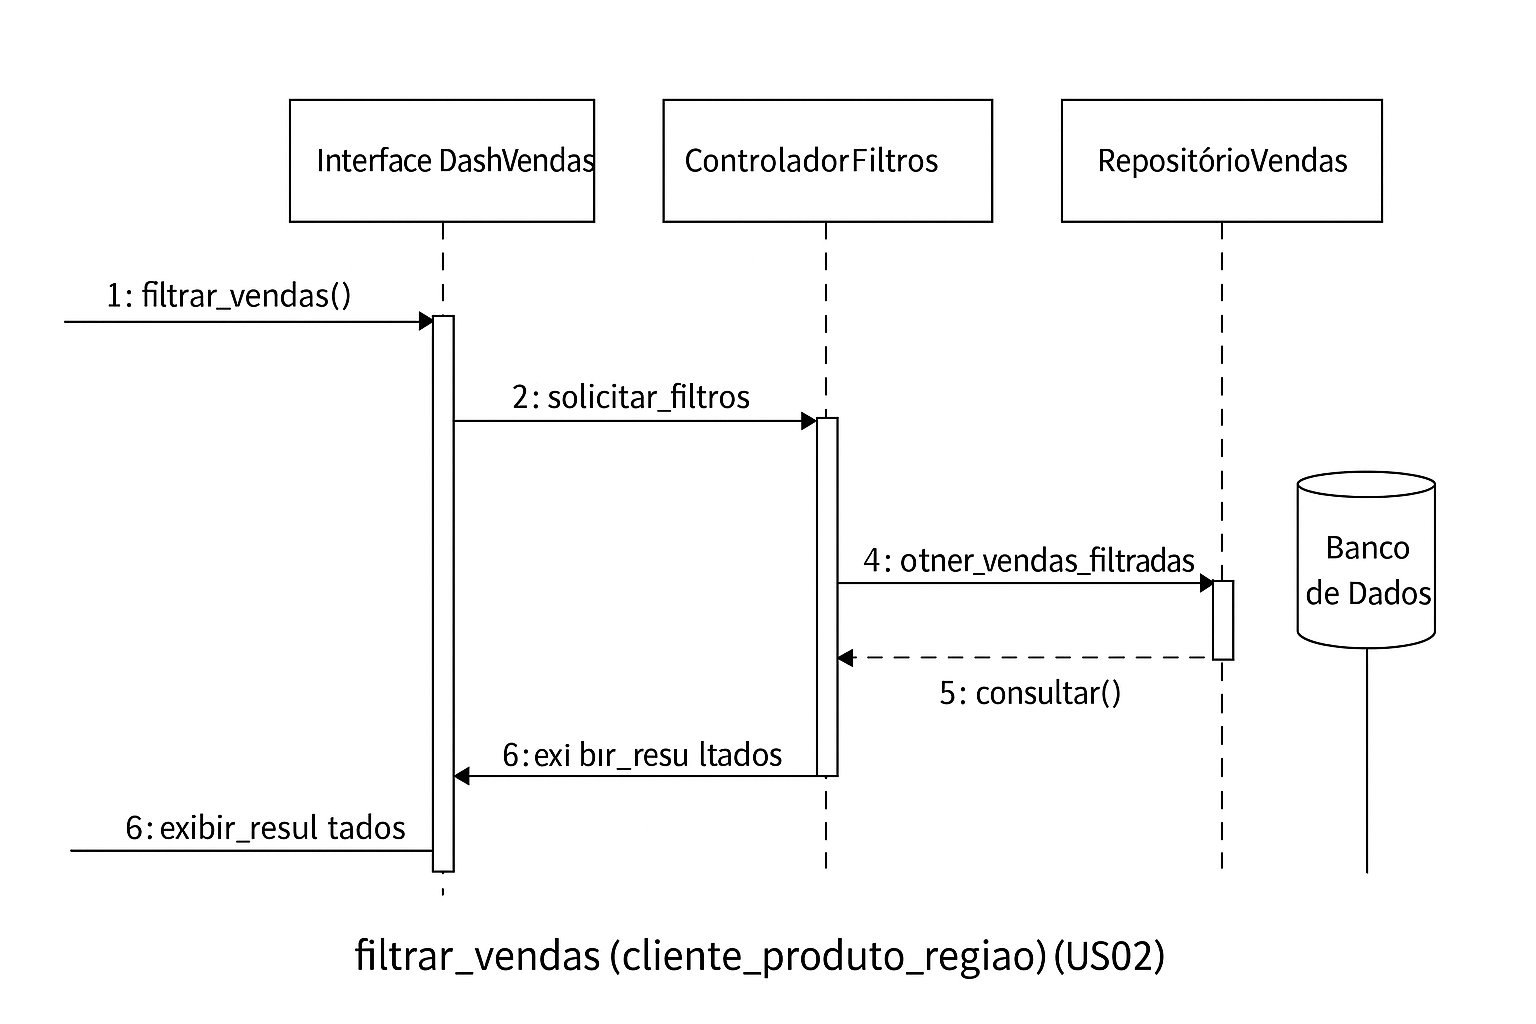 Interface DashVendas
ControladorFiltros
RepositórioVendas
1: filtrar_vendas()
2: solicitar_filtros
4: otner_vendas_filtradas
Banco
de Dados
5: consultar()
6:exi bır_resu ltados
6:exibir_resul tados
filtrar_vendas (cliente_produto_regiao)(US02)